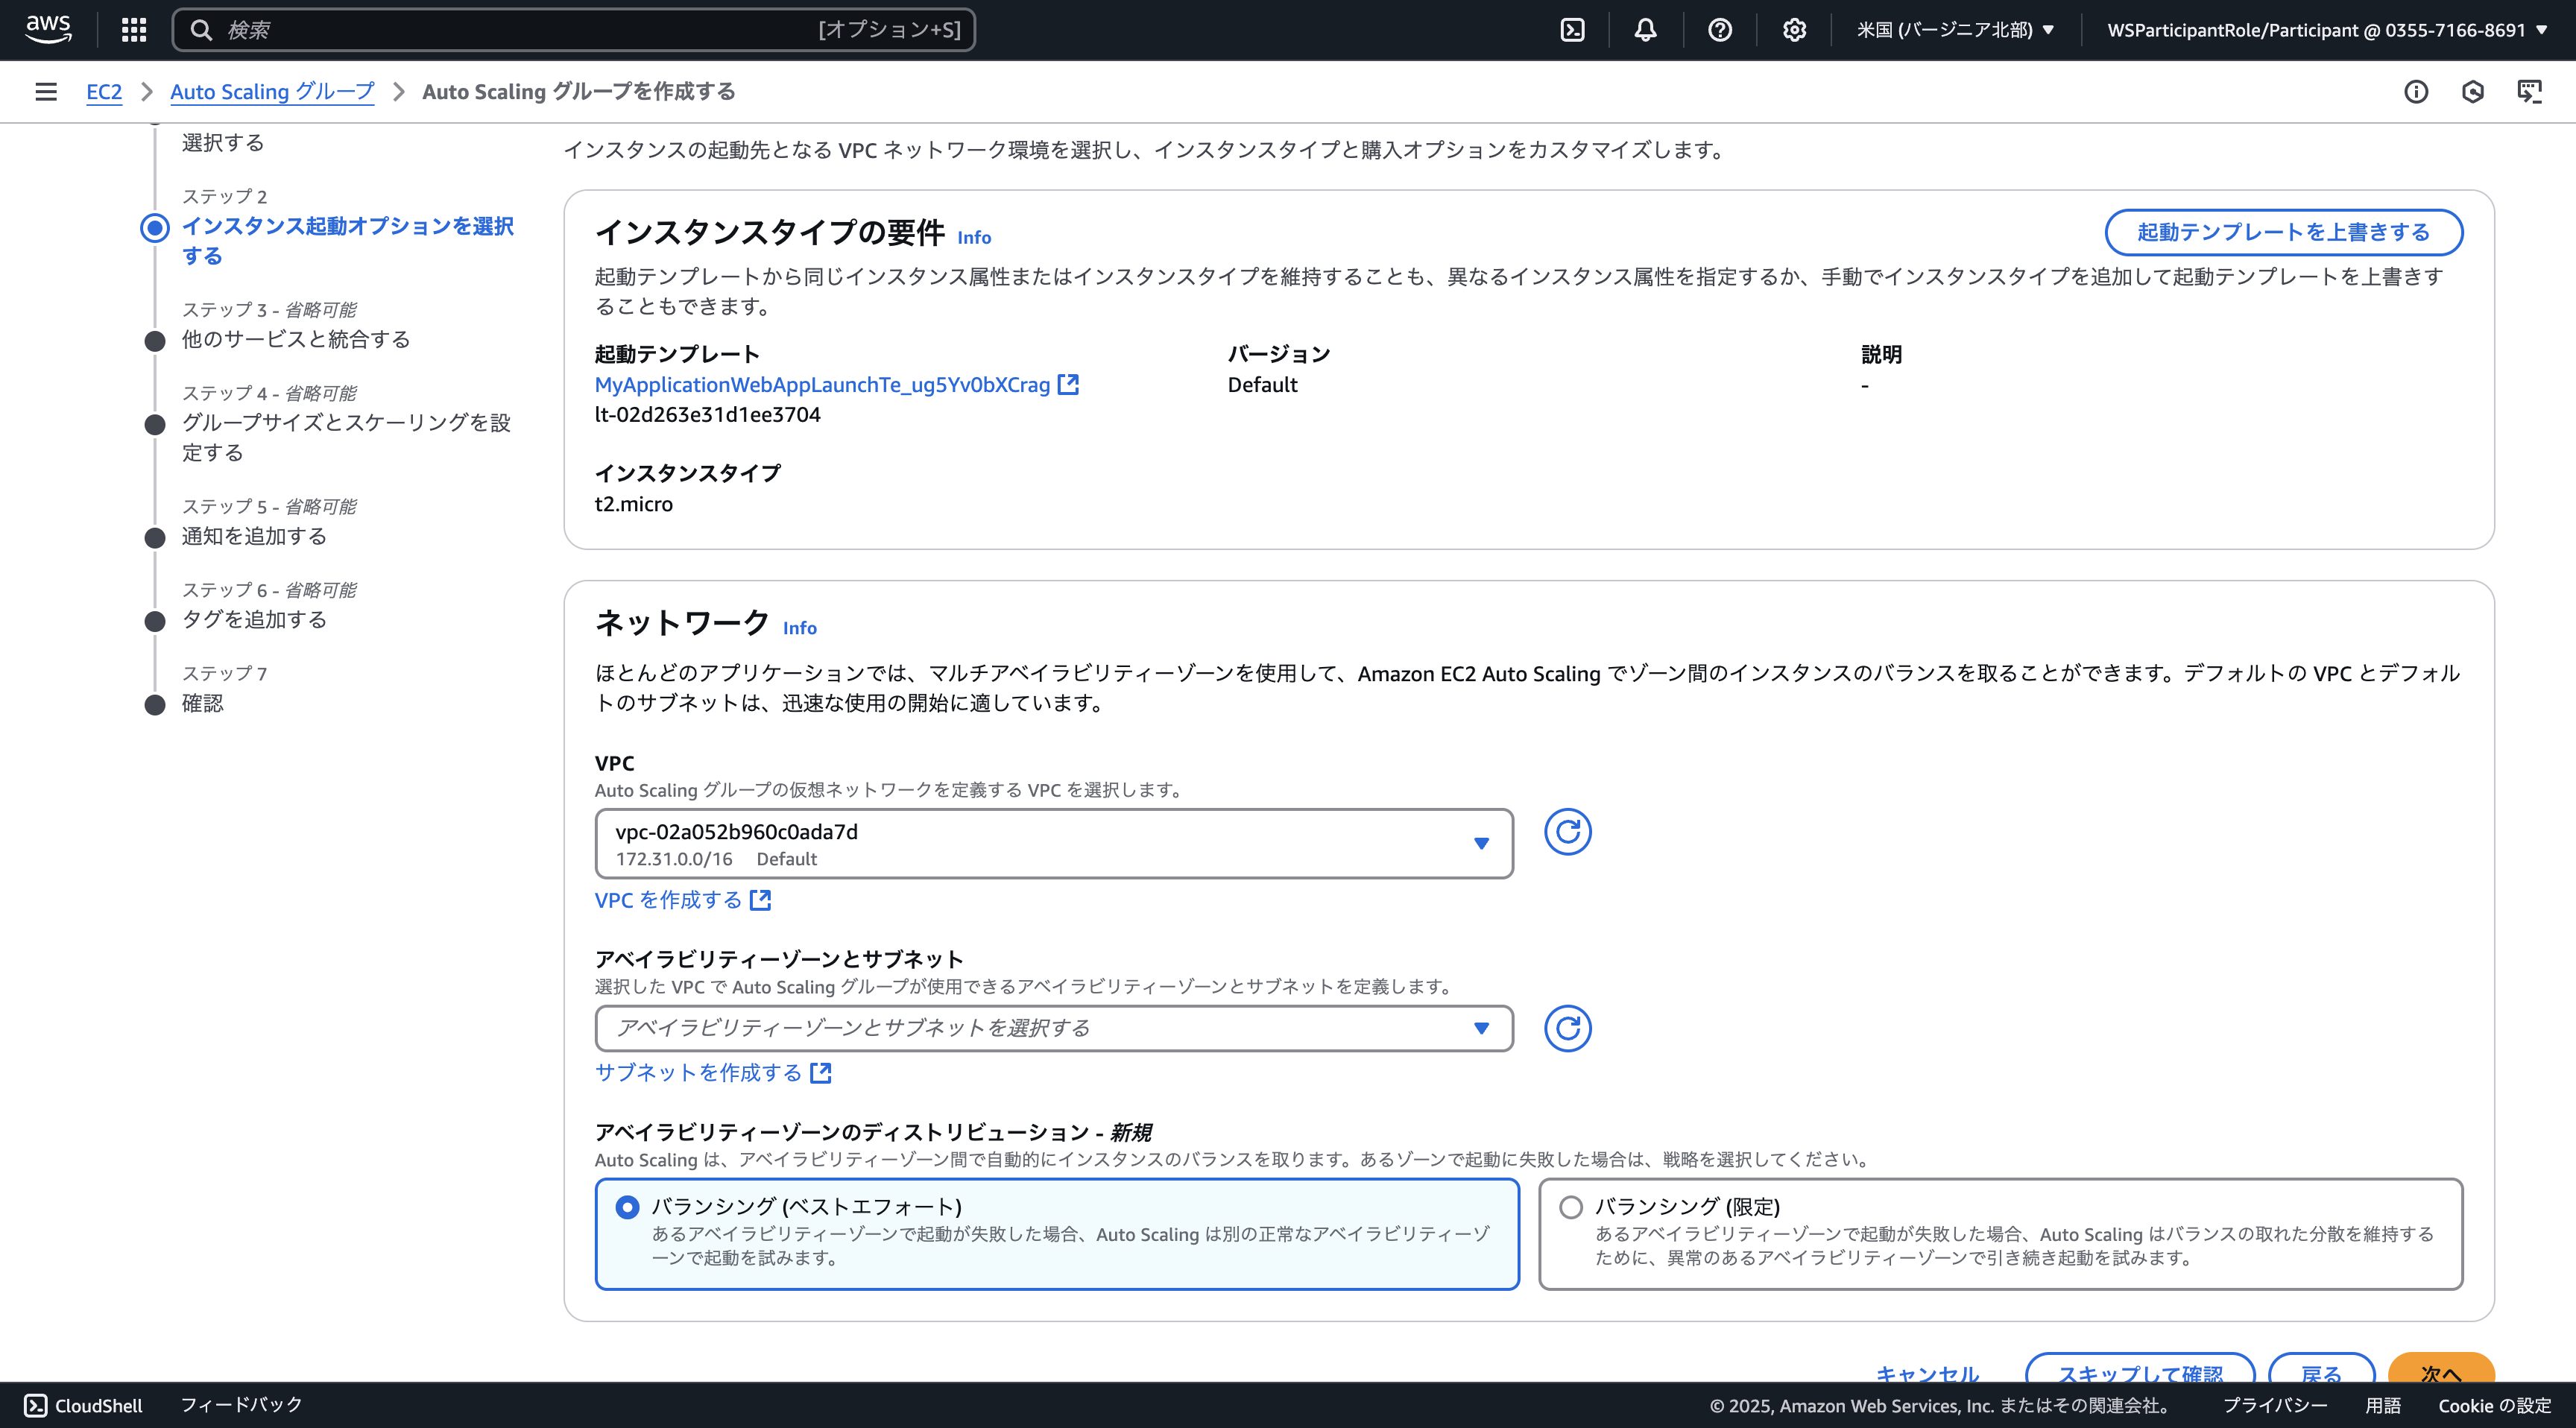 aws
検索
[オプション+S]
米国 (バージニア北部)
WSParticipantRole/Participant @ 0355-7166-8691
EC2
Auto Scaling グループ
Auto Scaling グループを作成する
選択する
ステップ 2
インスタンス起動オプションを選択
する
ステップ 3 - 省略可能
他のサービスと統合する
ステップ 4 - 省略可能
グループサイズとスケーリングを設
定する
ステップ 5 - 省略可能
通知を追加する
ステップ 6 - 省略可能
タグを追加する
ステップ 7
確認
インスタンスの起動先となる VPC ネットワーク環境を選択し、インスタンスタイプと購入オプションをカスタマイズします。
インスタンスタイプの要件 Info
起動テンプレートを上書きする
起動テンプレートから同じインスタンス属性またはインスタンスタイプを維持することも、異なるインスタンス属性を指定するか、手動でインスタンスタイプを追加して起動テンプレートを上書きす
ることもできます。
起動テンプレート
MyApplicationWebAppLaunchTe_ug5Yv0bXCrag
lt-02d263e31d1ee3704
バージョン
Default
説明
-
インスタンスタイプ
t2.micro
ネットワーク Info
ほとんどのアプリケーションでは、マルチアベイラビリティーゾーンを使用して、Amazon EC2 Auto Scaling でゾーン間のインスタンスのバランスを取ることができます。デフォルトの VPC とデフォル
トのサブネットは、迅速な使用の開始に適しています。
VPC
Auto Scaling グループの仮想ネットワークを定義する VPC を選択します。
vpc-02a052b960c0ada7d
172.31.0.0/16 Default
VPC を作成する
アベイラビリティーゾーンとサブネット
選択した VPC で Auto Scaling グループが使用できるアベイラビリティーゾーンとサブネットを定義します。
アベイラビリティーゾーンとサブネットを選択する
サブネットを作成する
アベイラビリティーゾーンのディストリビューション - 新規
Auto Scaling は、アベイラビリティーゾーン間で自動的にインスタンスのバランスを取ります。あるゾーンで起動に失敗した場合は、戦略を選択してください。
バランシング (ベストエフォート)
あるアベイラビリティーゾーンで起動が失敗した場合、Auto Scaling は別の正常なアベイラビリティーゾ
ーンで起動を試みます。
バランシング (限定)
あるアベイラビリティーゾーンで起動が失敗した場合、Auto Scaling はバランスの取れた分散を維持する
ために、異常のあるアベイラビリティーゾーンで引き続き起動を試みます。
キャンセル
スキップして確認
戻る
次へ
CloudShell
フィードバック
© 2025, Amazon Web Services, Inc. またはその関連会社。
プライバシー
用語
Cookie の設定